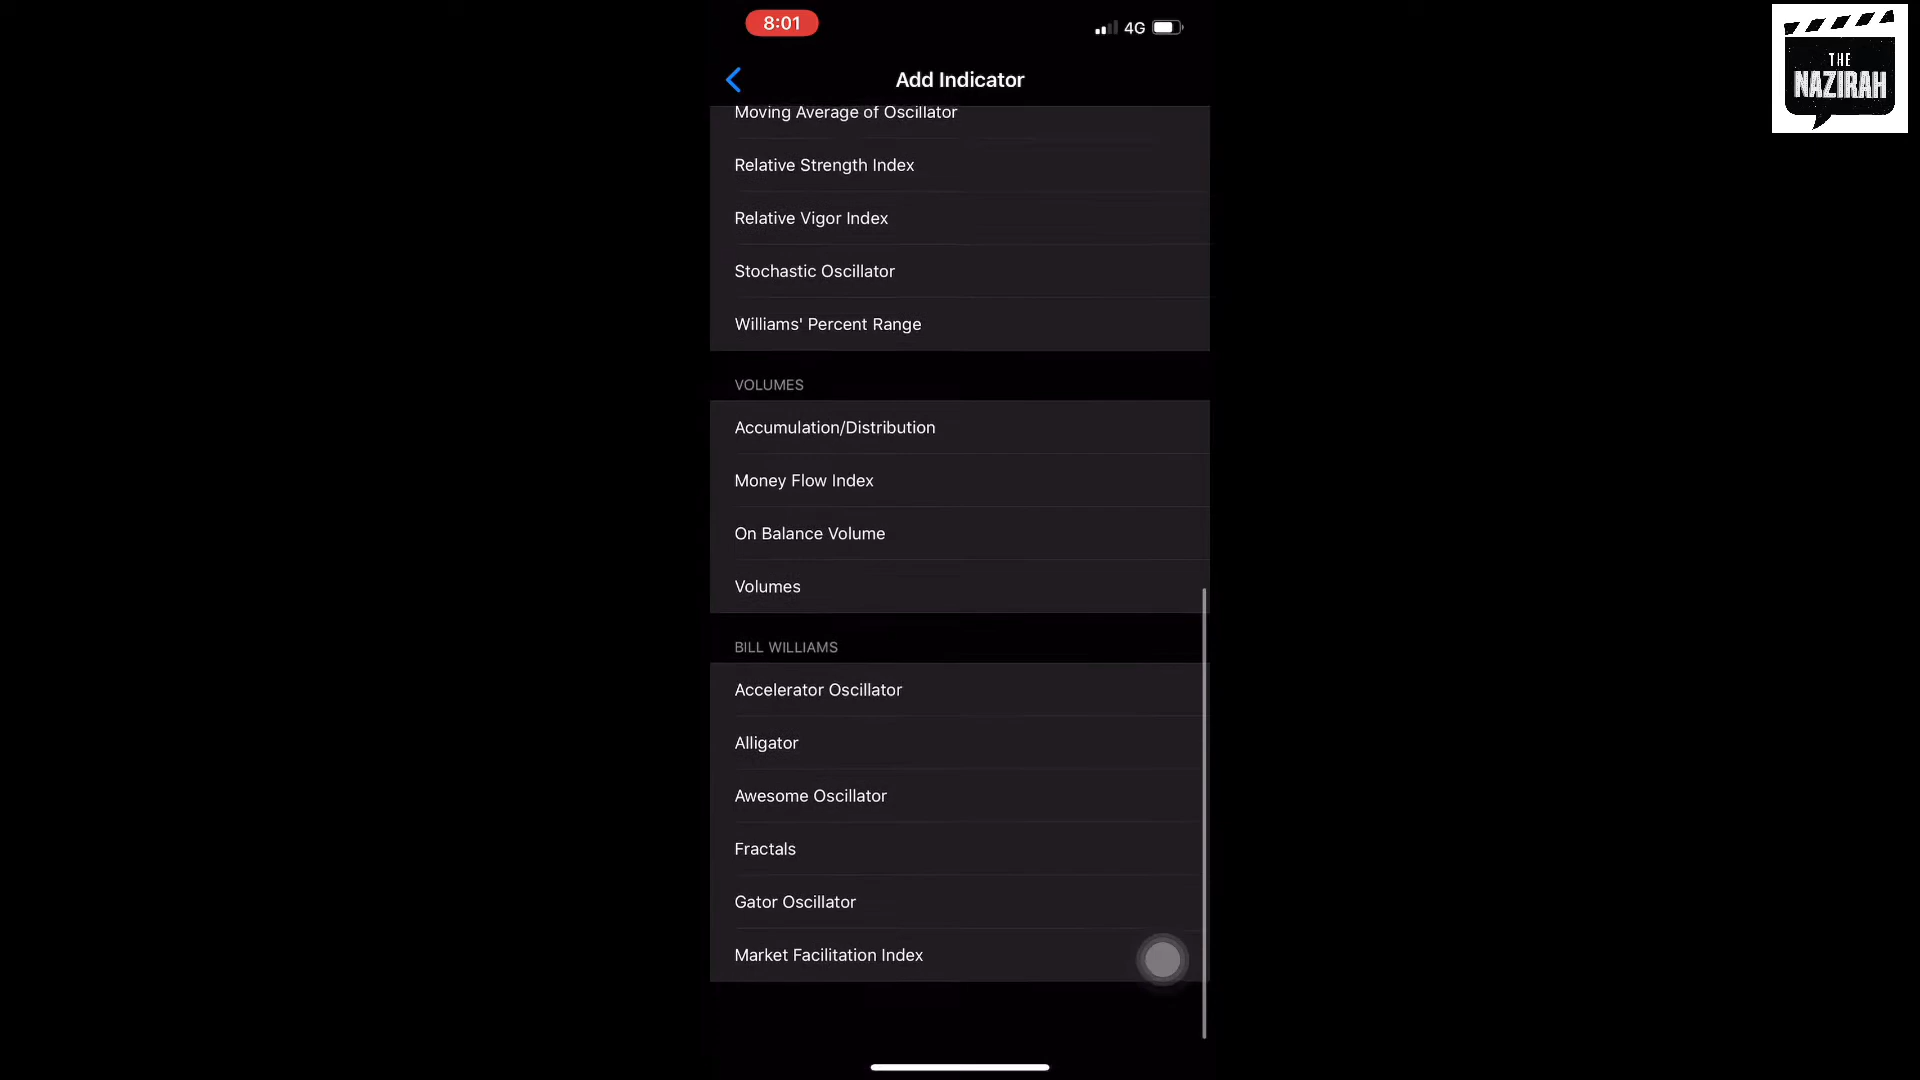 8:01
4G
Add Indicator
Moving Average of Oscillator
Relative Strength Index
Relative Vigor Index
Stochastic Oscillator
Williams' Percent Range
VOLUMES
Accumulation/Distribution
Money Flow Index
On Balance Volume
Volumes
BILL WILLIAMS
Accelerator Oscillator
Alligator
Awesome Oscillator
Fractals
Gator Oscillator
Market Facilitation Index
THE
NAZIRAH